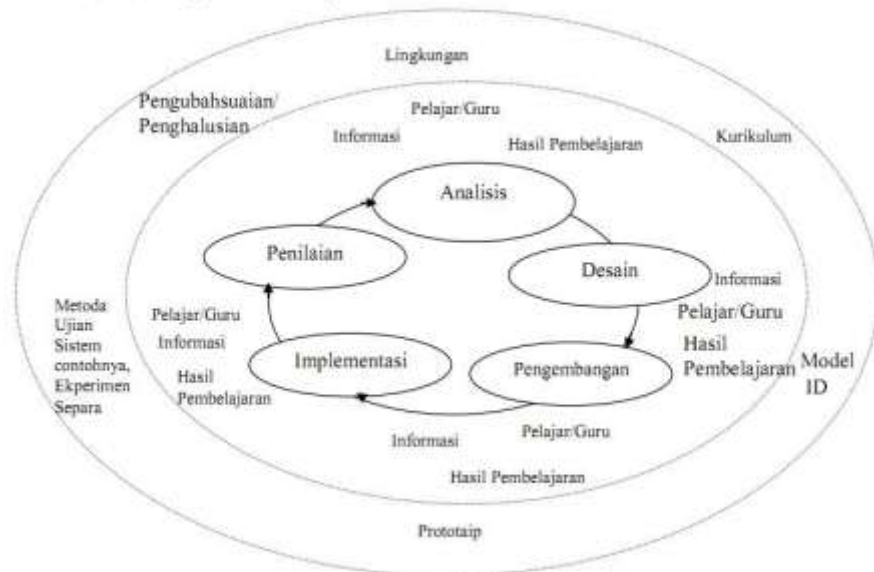 Lingkungan
Pengubahsuaian/
Penghalusian
Pelajar/Guru
Informasi
Hasil Pembelajaran
Kurikulum
Analisis
Penilaian
Desain
Informasi
Pelajar/Guru
Hasil
Pembelajaran
Model
ID
Metoda
Ujian
Sistem
contohnya,
Ekperimen
Separa
Pelajar/Guru
Informasi
Hasil
Pembelajaran
Implementasi
Pengembangan
Informasi
Pelajar/Guru
Hasil Pembelajaran
Prototaip